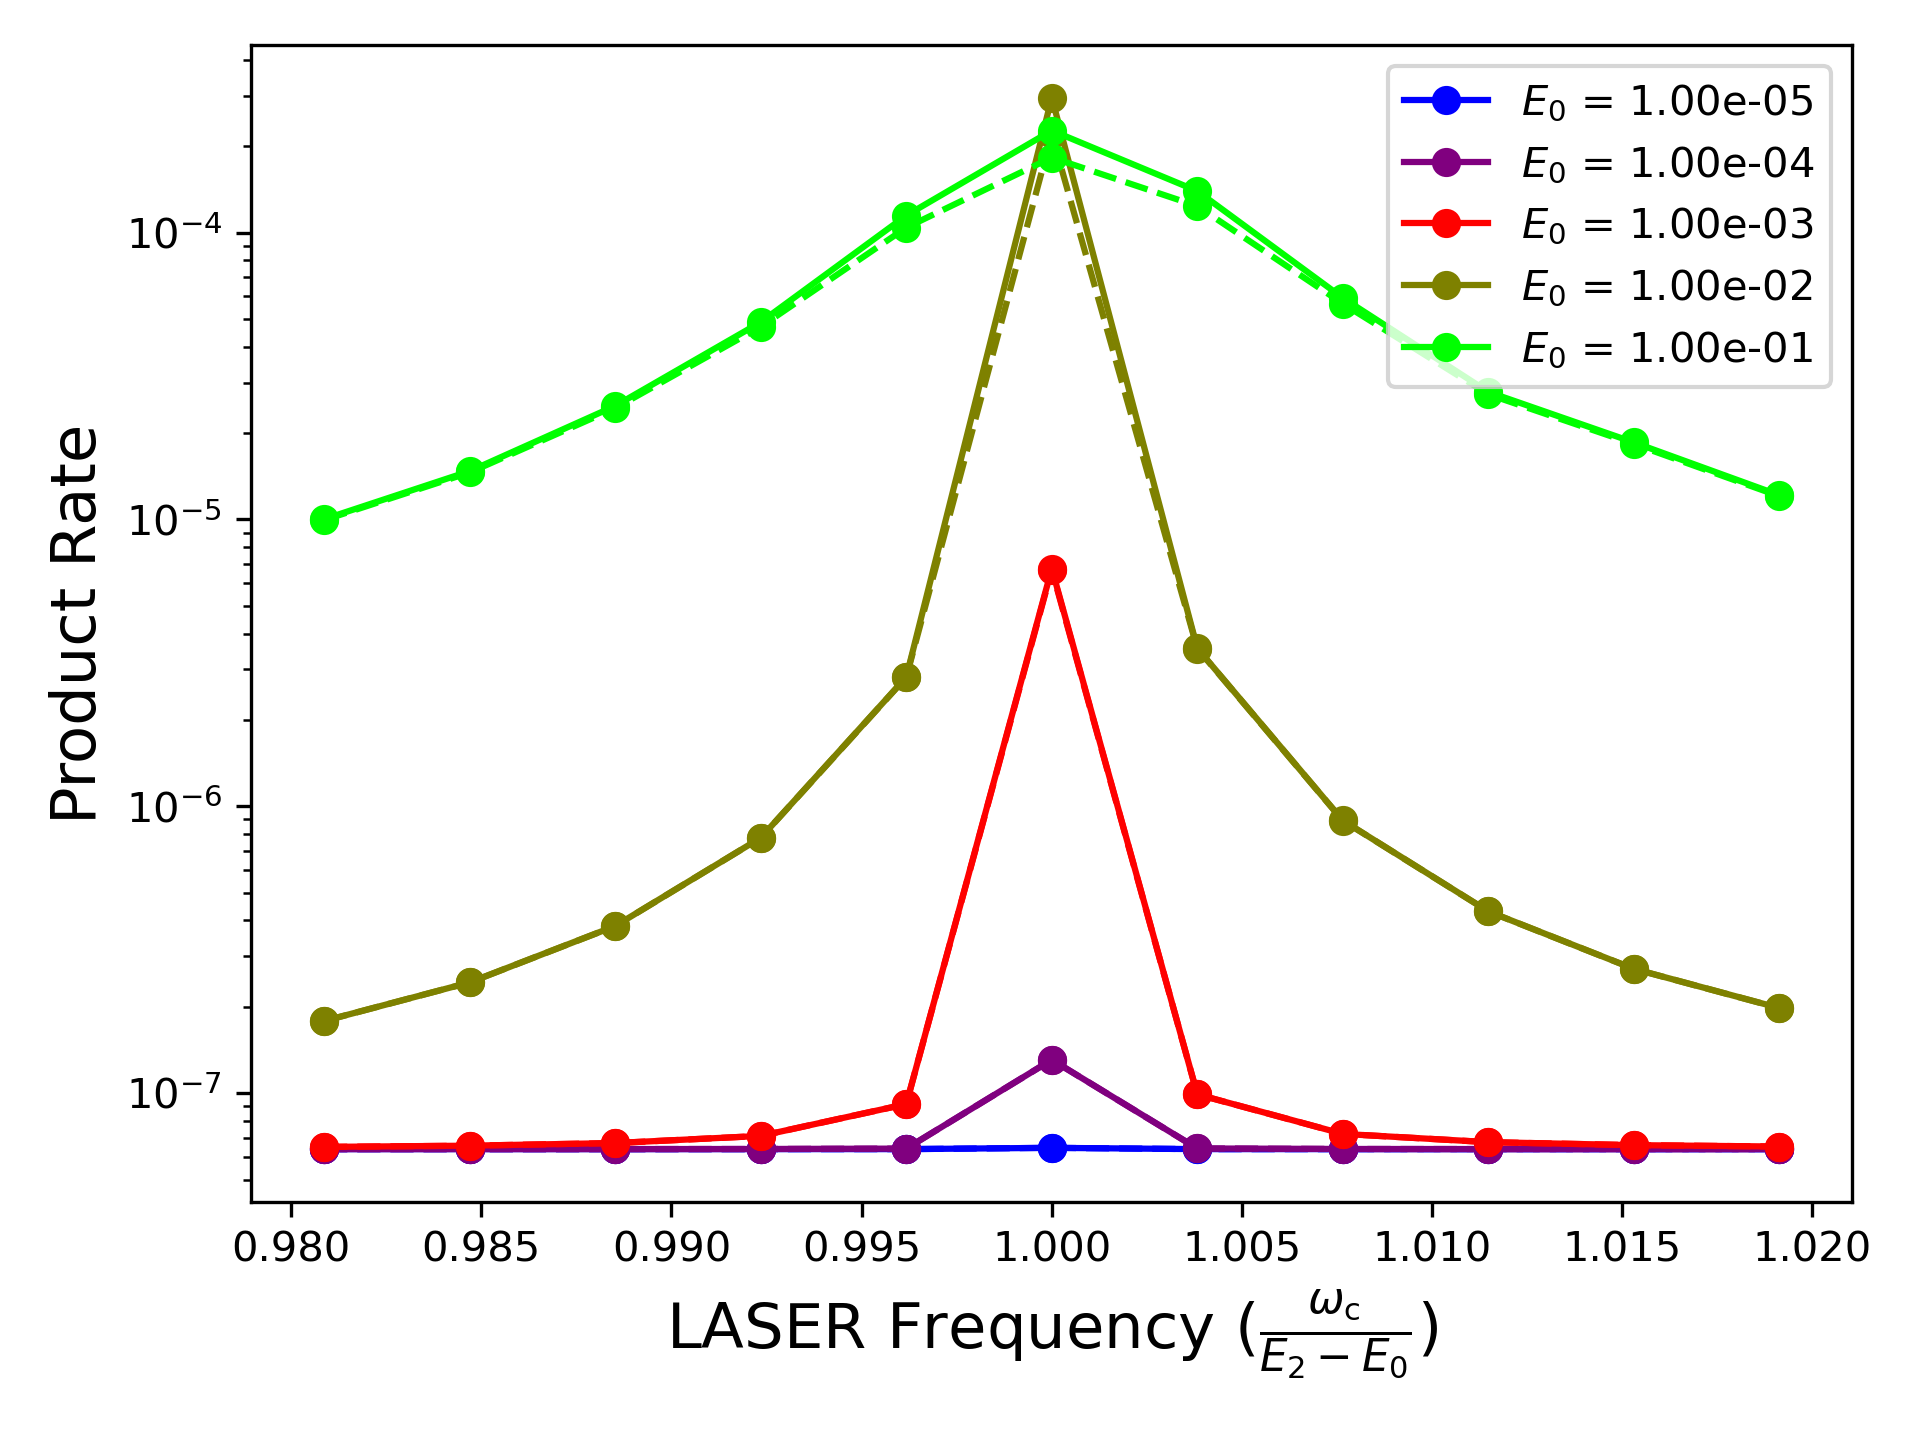 E₀ = 1.00e-05
E₀ = 1.00e-04
E₀ = 1.00e-03
E₀ = 1.00e-02
E₀ = 1.00e-01
Product Rate
10⁻⁴
10⁻⁵
10⁻⁶
10⁻⁷
0.980 0.985 0.990 0.995 1.000 1.005 1.010 1.015 1.020
LASER Frequency (ω_c / E₂ − E₀)